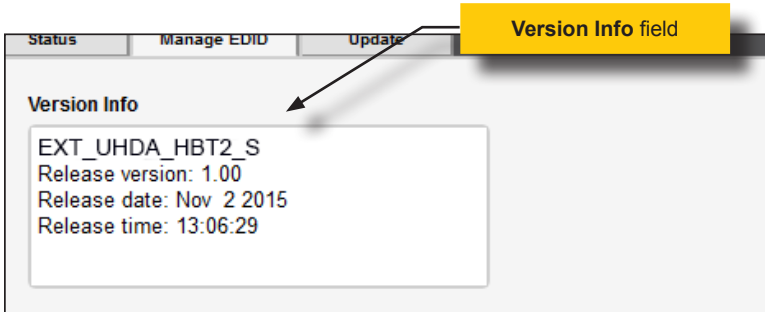 Version Info field
Status Manage EDID Update
Version Info
EXT_UHDA_HBT2_S
Release version: 1.00
Release date: Nov  2 2015
Release time: 13:06:29